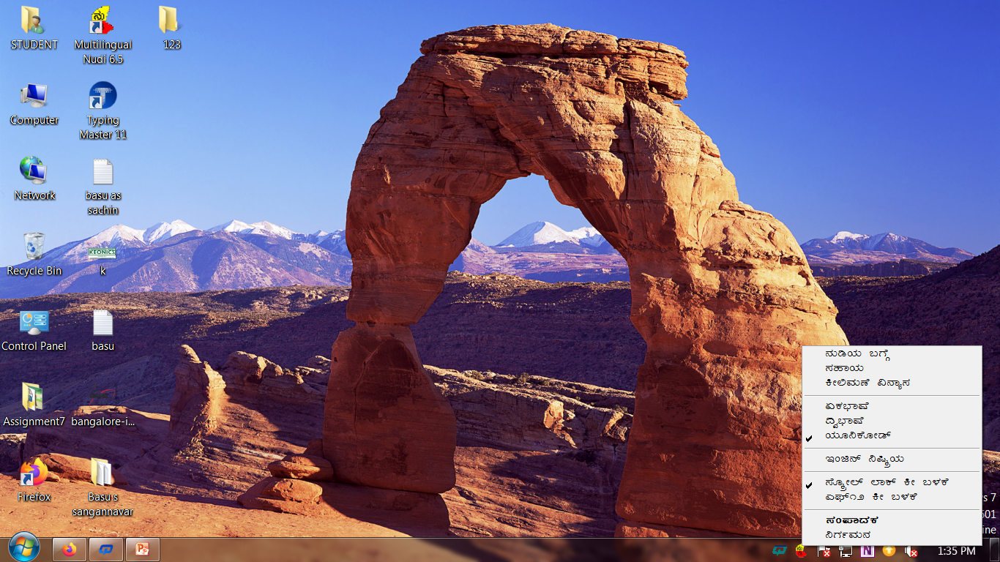 STUDENT
Multilingual
Nudi 6.5
123
Computer
Typing
Master 11
Network
basu as
sachin
Recycle Bin
KEONICS
k
Control Panel
basu
Assignment7
bangalore-i...
Firefox
Basu s
sangannavar
ನುಡಿಯ ಬಗ್ಗೆ
ಸಹಾಯ
ಕೀಲಿಮಣೆ ವಿನ್ಯಾಸ
ಏಕಭಾಷೆ
ದ್ವಿಭಾಷೆ
ಯೂನಿಕೋಡ್
ಇಂಜಿನ್ ನಿಷ್ಕ್ರಿಯ
ಸ್ಕ್ರೋಲ್ ಲಾಕ್ ಕೀ ಬಳಕೆ
ಎಫ್೧೨ ಕೀ ಬಳಕೆ
ಸಂಪಾದಕ
ನಿರ್ಗಮನ
s 7
601
ine
1:35 PM